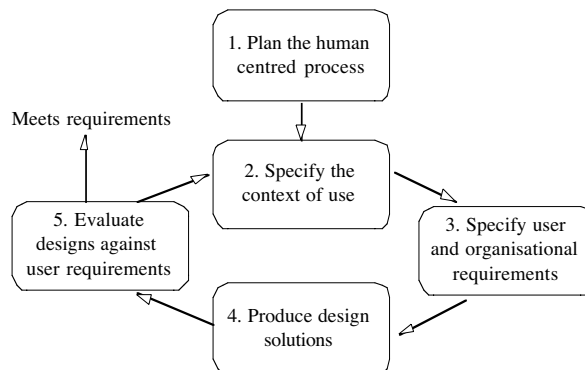 1. Plan the human
centred process
Meets requirements
2. Specify the
context of use
3. Specify user
and organisational
requirements
4. Produce design
solutions
5. Evaluate
designs against
user requirements